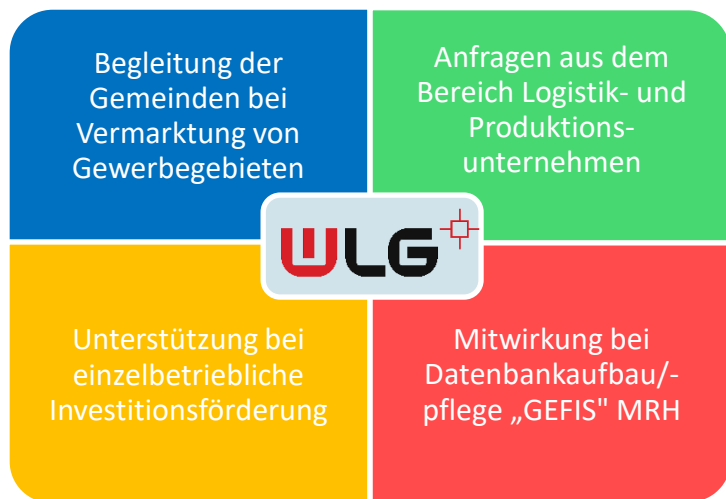 Begleitung der
Gemeinden bei
Vermarktung von
Gewerbegebieten
Anfragen aus dem
Bereich Logistik- und
Produktions-
unternehmen
WLG
Unterstützung bei
einzelbetriebliche
Investitionsförderung
Mitwirkung bei
Datenbankaufbau/-
pflege „GEFIS" MRH